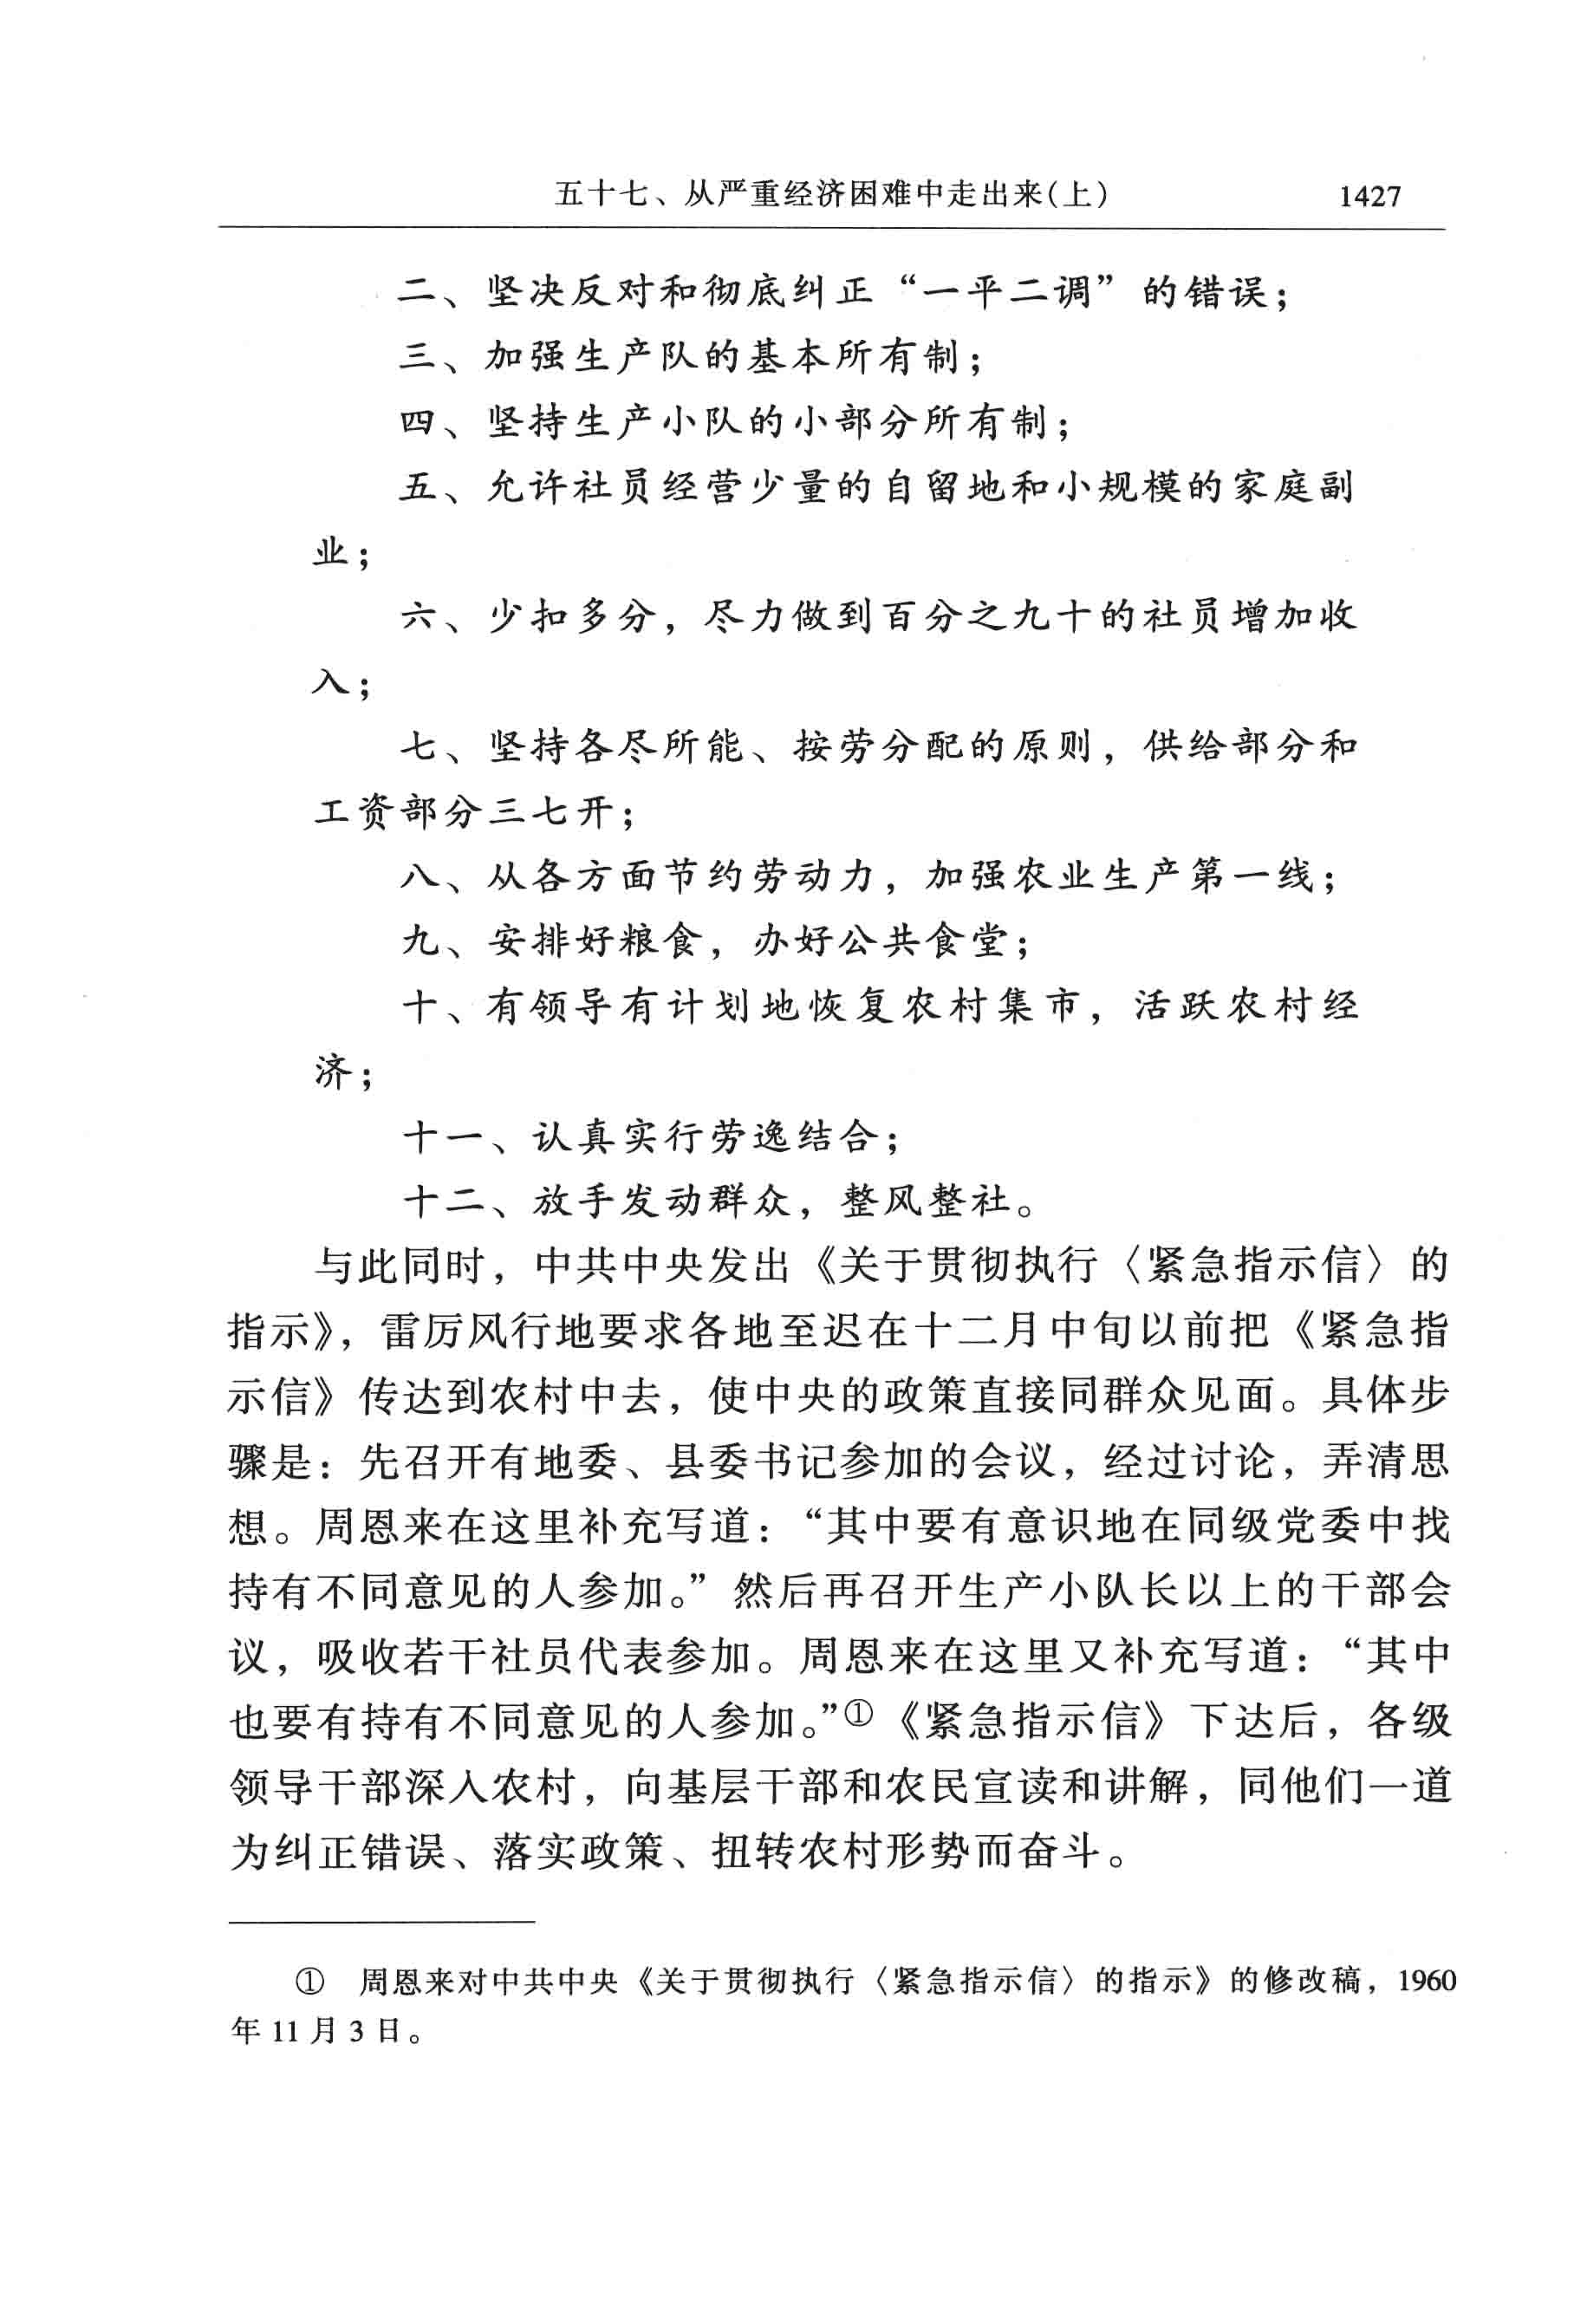 五十七、从严重经济困难中走出来(上) 1427
二、坚决反对和彻底纠正“一平二调”的错误；
三、加强生产队的基本所有制；
四、坚持生产小队的小部分所有制；
五、允许社员经营少量的自留地和小规模的家庭副
业；
六、少扣多分，尽力做到百分之九十的社员增加收
入；
七、坚持各尽所能、按劳分配的原则，供给部分和
工资部分三七开；
八、从各方面节约劳动力，加强农业生产第一线；
九、安排好粮食，办好公共食堂；
十、有领导有计划地恢复农村集市，活跃农村经
济；
十一、认真实行劳逸结合；
十二、放手发动群众，整风整社。
与此同时，中共中央发出《关于贯彻执行〈紧急指示信〉的
指示》，雷厉风行地要求各地至迟在十二月中旬以前把《紧急指
示信》传达到农村中去，使中央的政策直接同群众见面。具体步
骤是：先召开有地委、县委书记参加的会议，经过讨论，弄清思
想。周恩来在这里补充写道：“其中要有意识地在同级党委中找
持有不同意见的人参加。”然后再召开生产小队长以上的干部会
议，吸收若干社员代表参加。周恩来在这里又补充写道：“其中
也要有持有不同意见的人参加。”①《紧急指示信》下达后，各级
领导干部深入农村，向基层干部和农民宣读和讲解，同他们一道
为纠正错误、落实政策、扭转农村形势而奋斗。
① 周恩来对中共中央《关于贯彻执行〈紧急指示信〉的指示》的修改稿，1960
年 11 月 3 日。